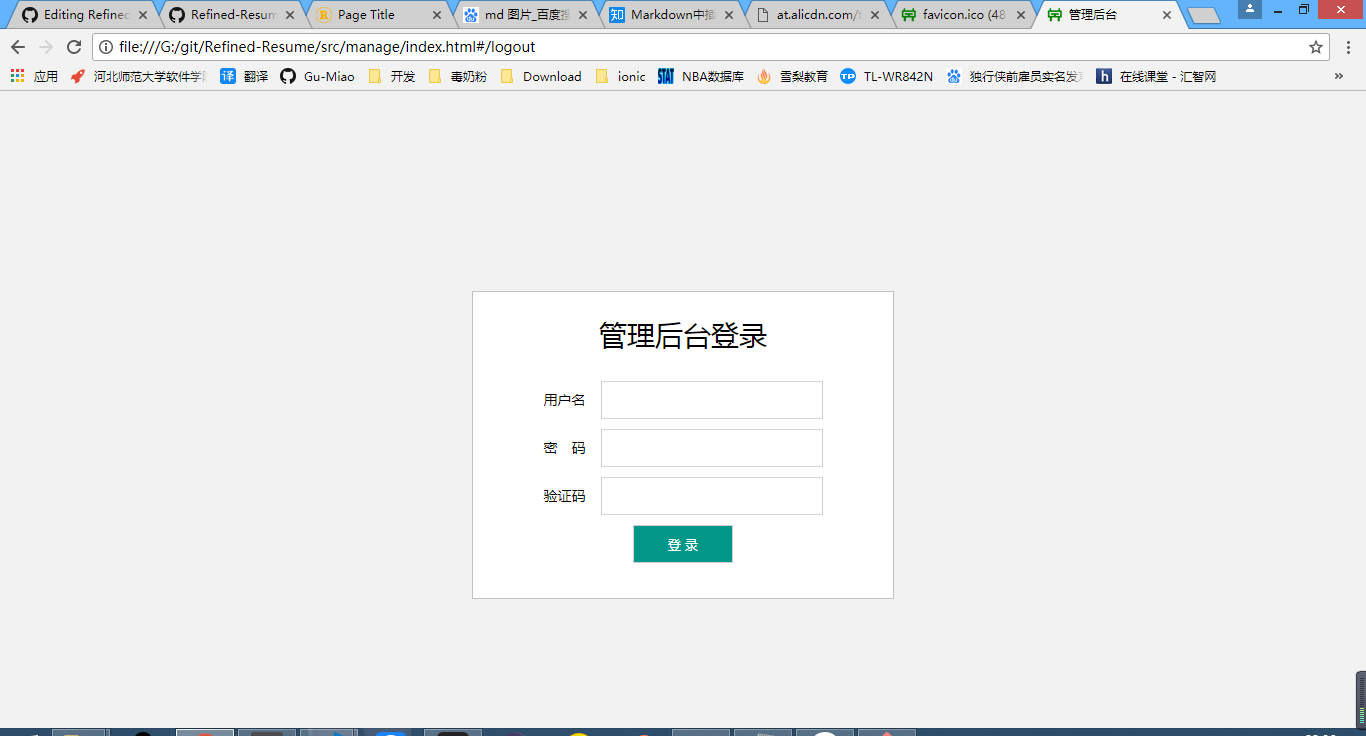 Editing Refined
Refined-Resum
Page Title
md 图片_百度搜
Markdown中插
at.alicdn.com/t
favicon.ico (48
管理后台
file:///G:/git/Refined-Resume/src/manage/index.html#/logout
应用
河北师范大学软件学院
译 翻译
Gu-Miao
开发
毒奶粉
Download
ionic
STAT NBA数据库
雪梨教育
TP TL-WR842N
独行侠前雇员实名发
h 在线课堂 - 汇智网
管理后台登录
用户名
密 码
验证码
登 录